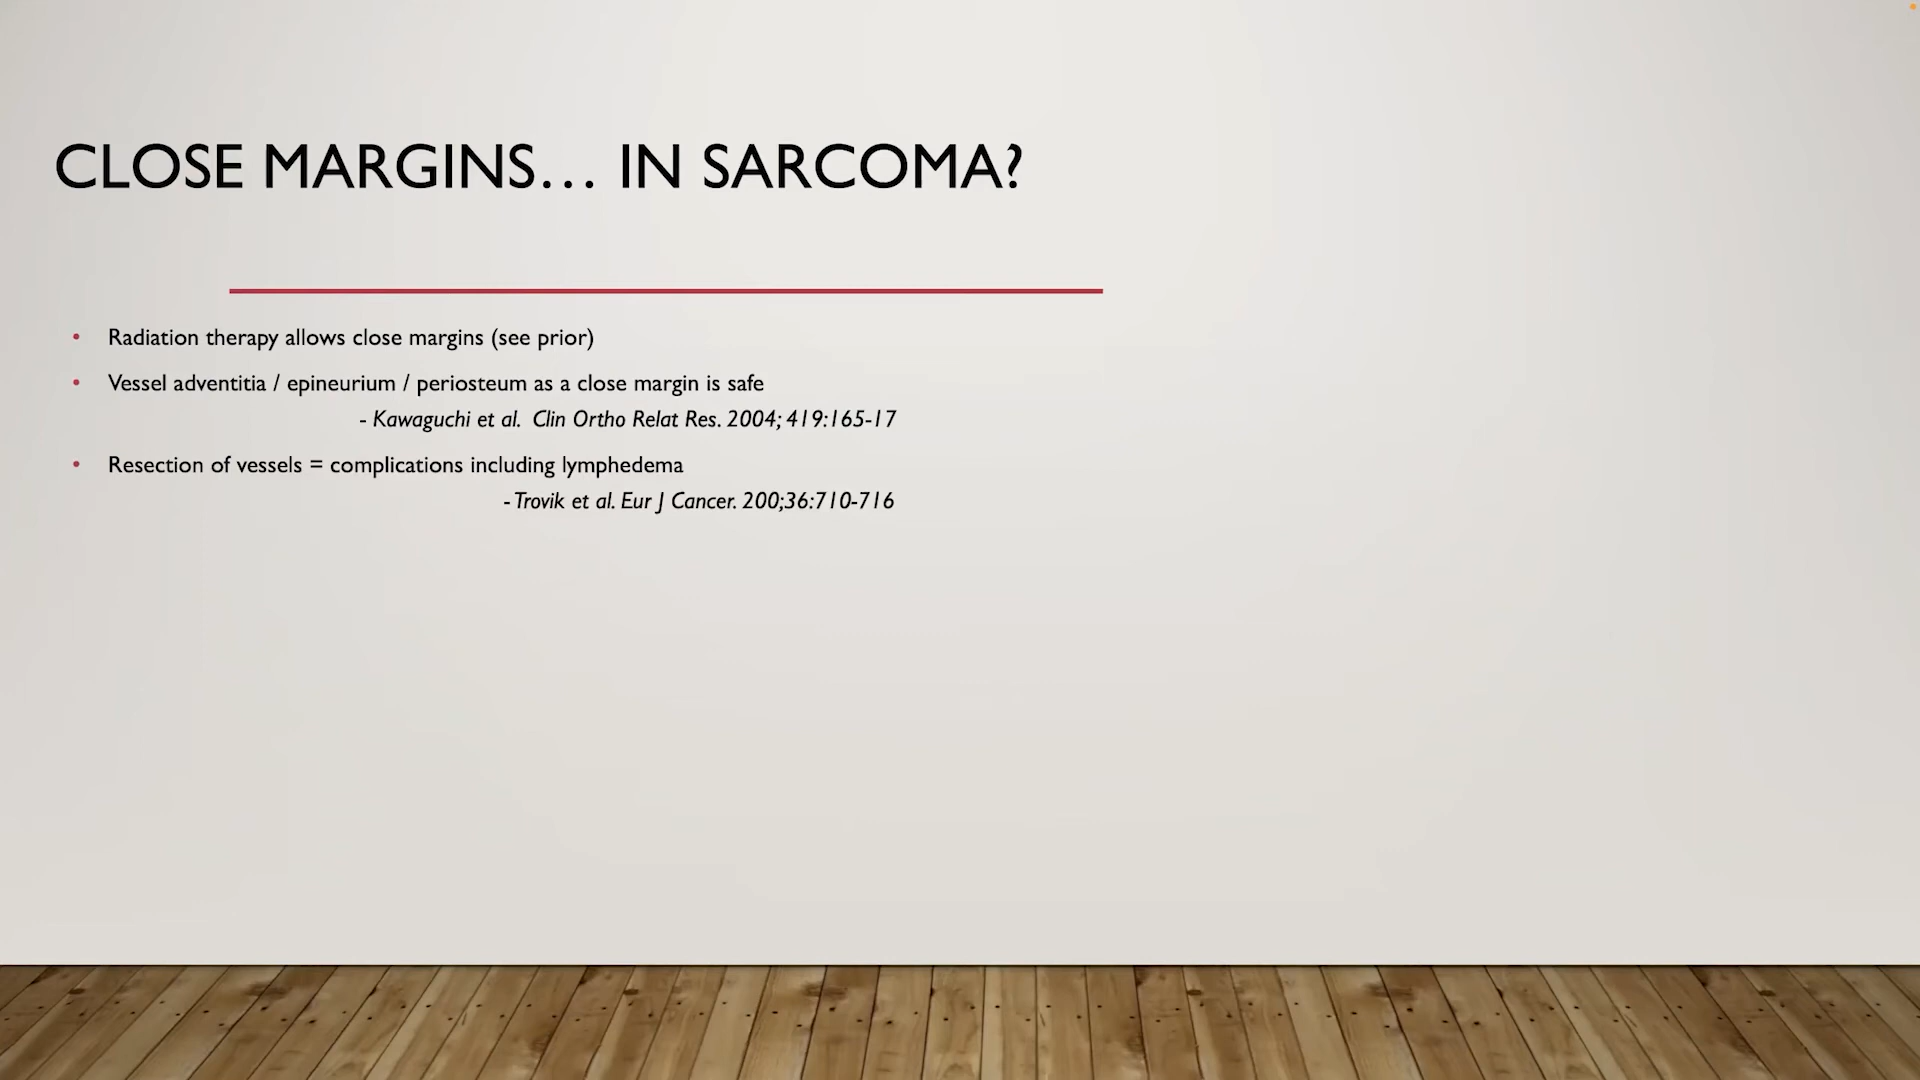 CLOSE MARGINS... IN SARCOMA?
• Radiation therapy allows close margins (see prior)
• Vessel adventitia / epineurium / periosteum as a close margin is safe
- Kawaguchi et al.  Clin Ortho Relat Res. 2004; 419:165-17
• Resection of vessels = complications including lymphedema
- Trovik et al. Eur J Cancer. 200;36:710-716